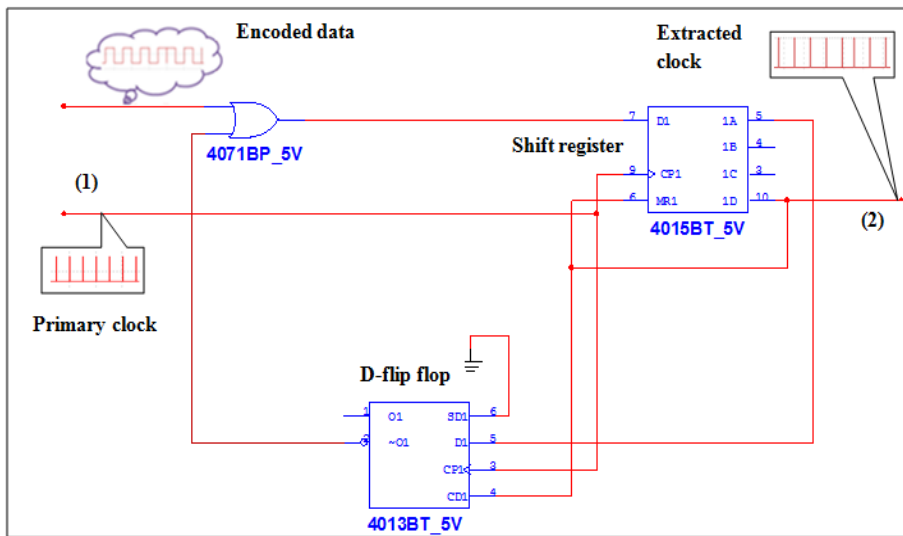 Encoded data
Extracted
clock
4071BP_5V
Shift register
7 D1 1A 5
1B 4
9 CP1 1C 3
6 MR1 1D 10
4015BT_5V
(1)
(2)
Primary clock
D-flip flop
1 O1 SD1 6
2 ~O1 D1 5
CP1 3
CD1 4
4013BT_5V